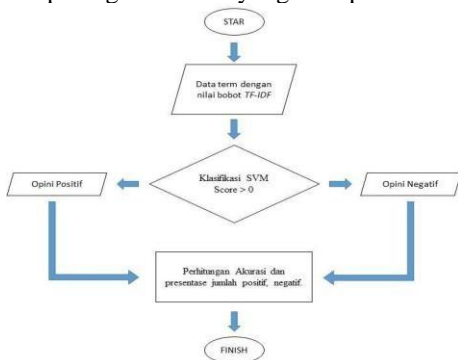 STAR
Data term dengan
nilai bobot TF-IDF
Klasifikasi SVM
Score > 0
Opini Positif
Opini Negatif
Perhitungan Akurasi dan
presentase jumlah positif, negatif.
FINISH